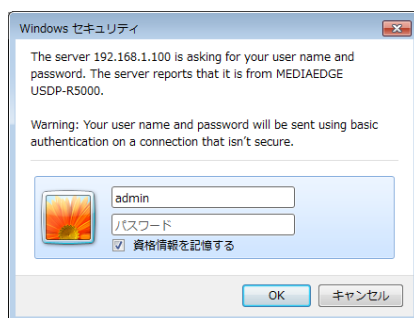 Windows セキュリティ
The server 192.168.1.100 is asking for your user name and
password. The server reports that it is from MEDIAEDGE
USDP-R5000.
Warning: Your user name and password will be sent using basic
authentication on a connection that isn't secure.
admin
パスワード
資格情報を記憶する
OK
キャンセル